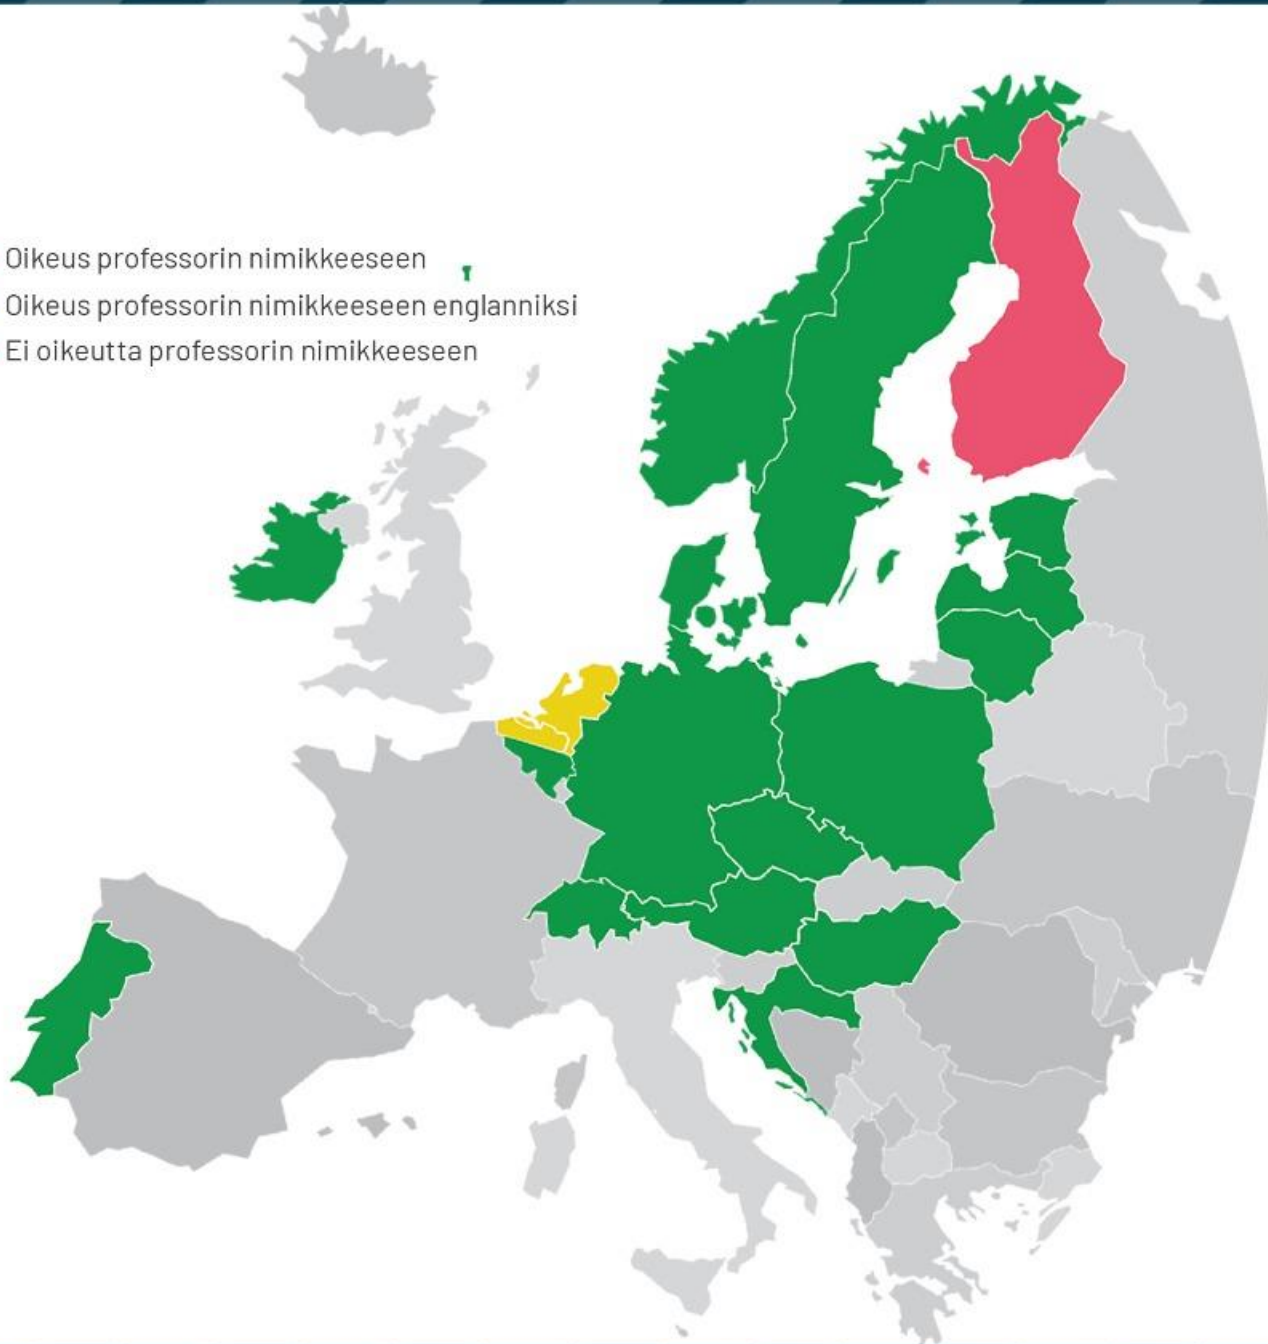 Oikeus professorin nimikkeeseen
Oikeus professorin nimikkeeseen englanniksi
Ei oikeutta professorin nimikkeeseen